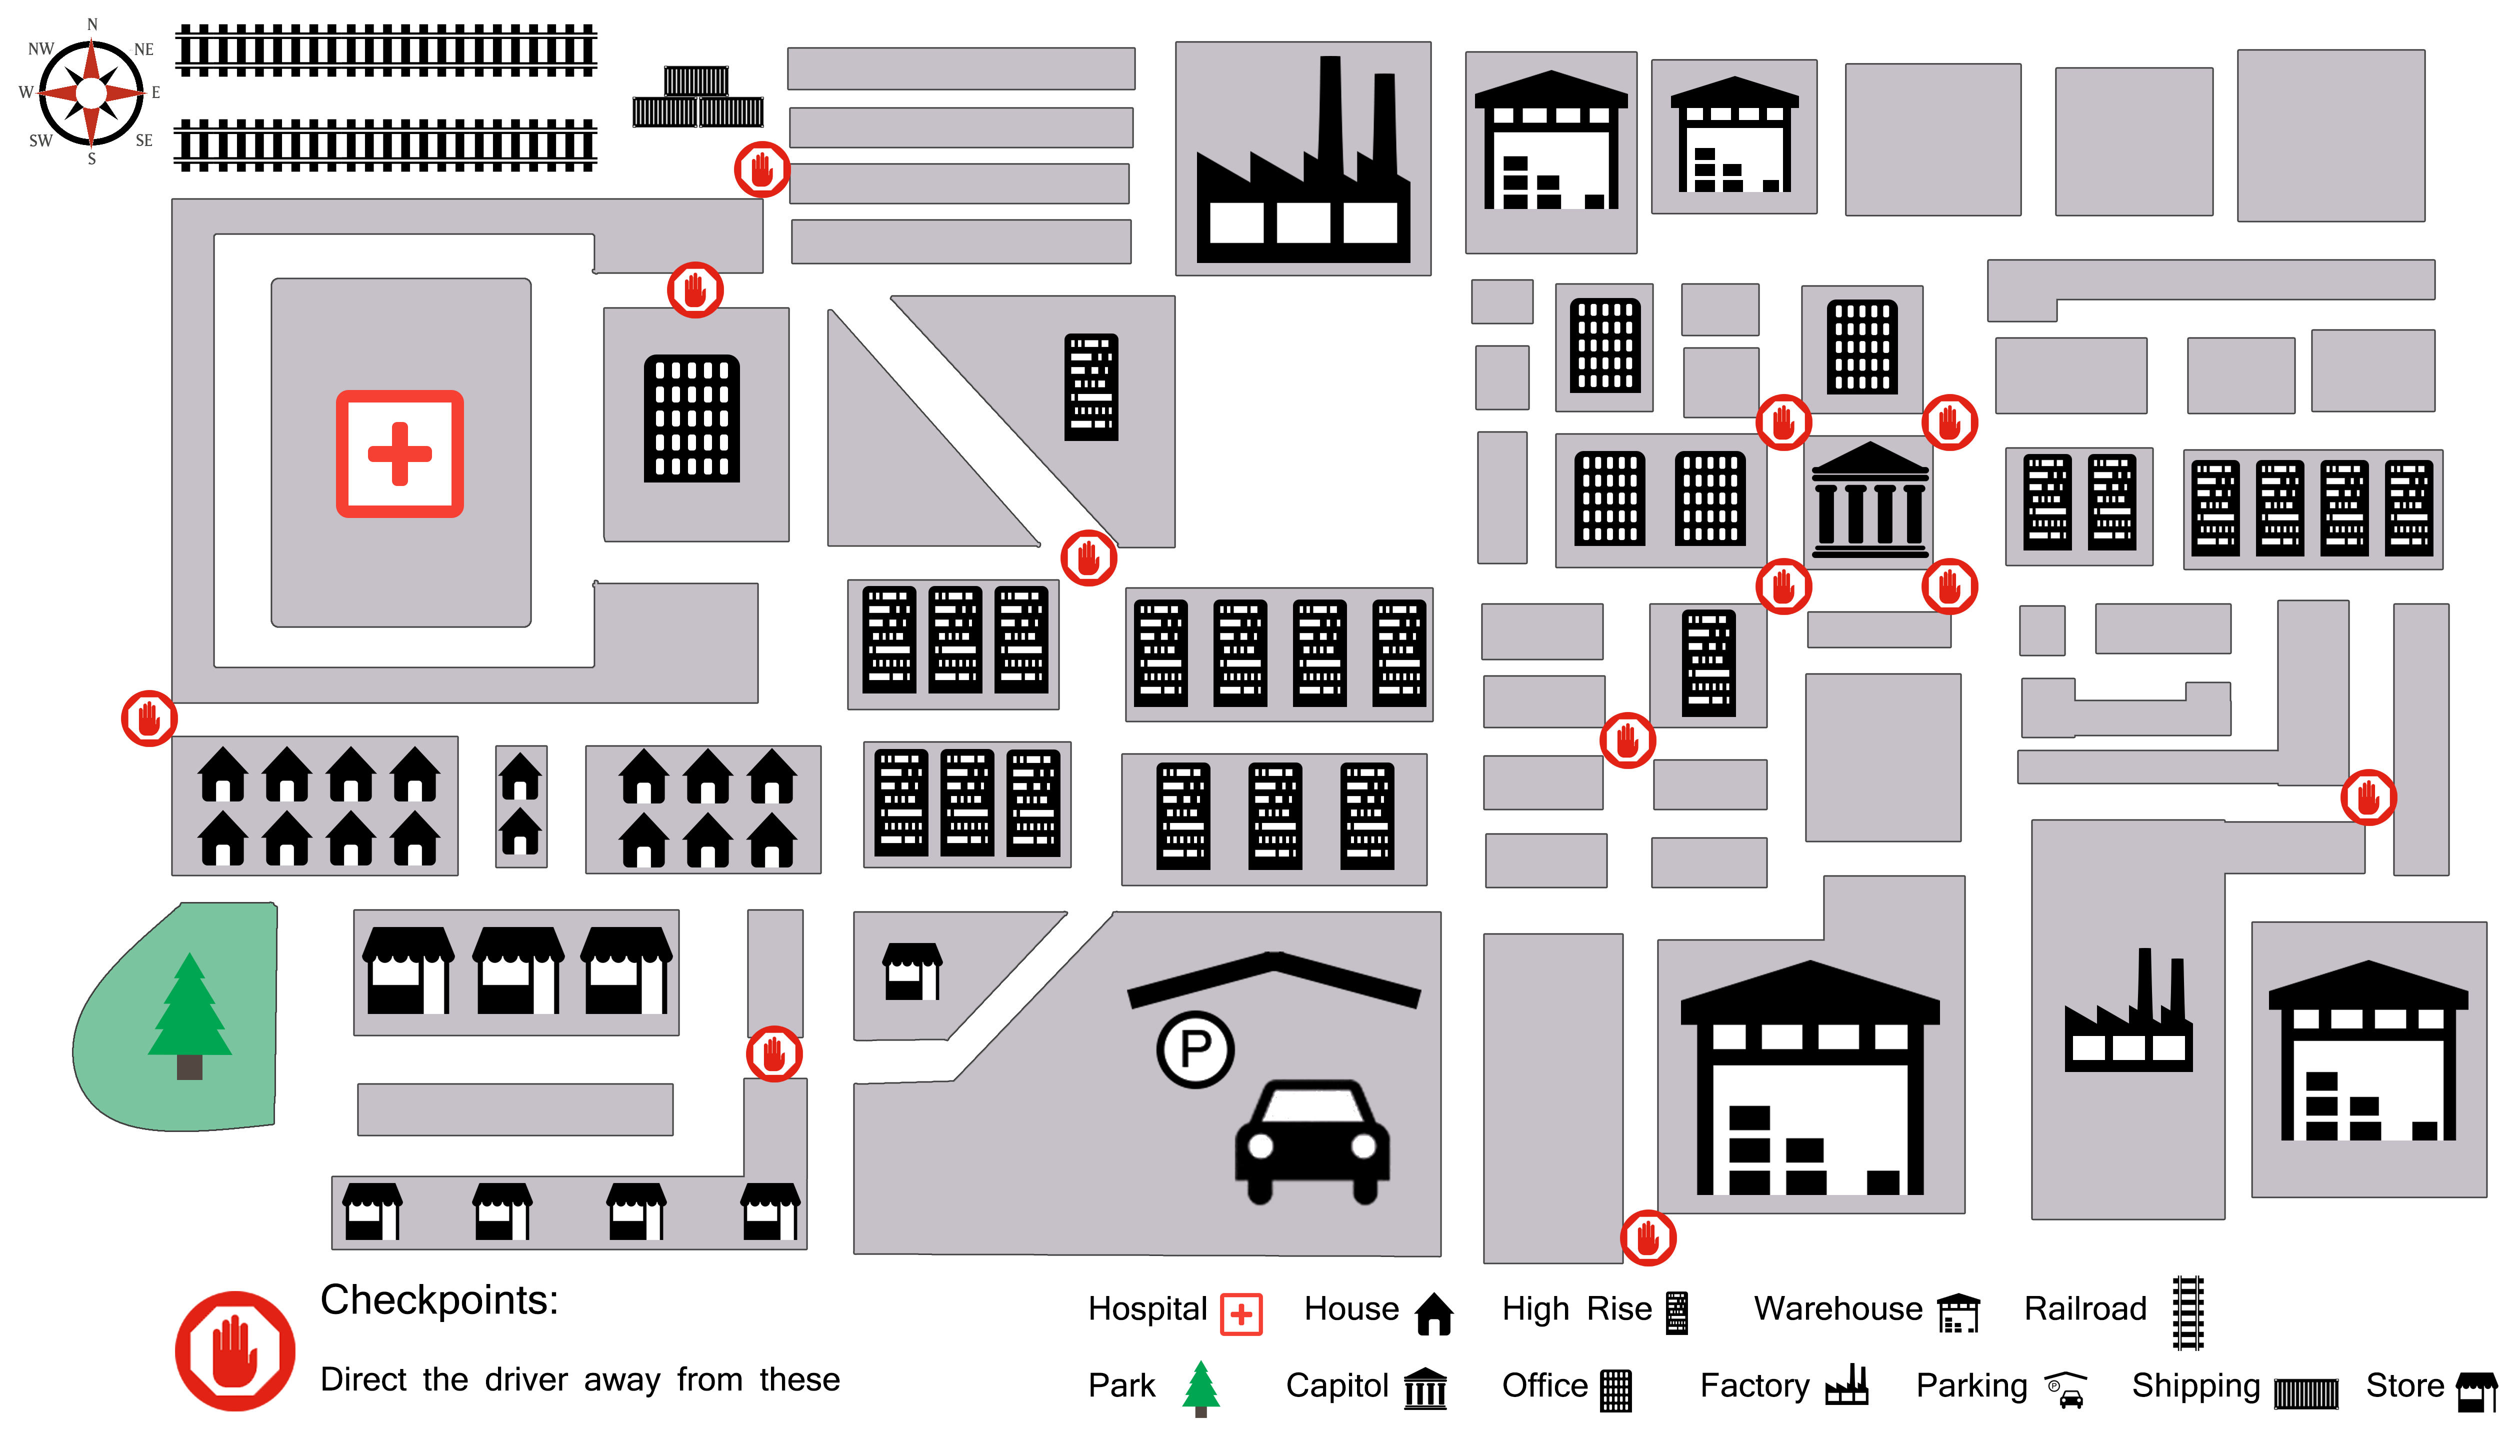 N
NW NE
W E
SW SE
S
P
Checkpoints:
Direct the driver away from these
Hospital House High Rise Warehouse Railroad
Park Capitol Office Factory Parking P Shipping Store